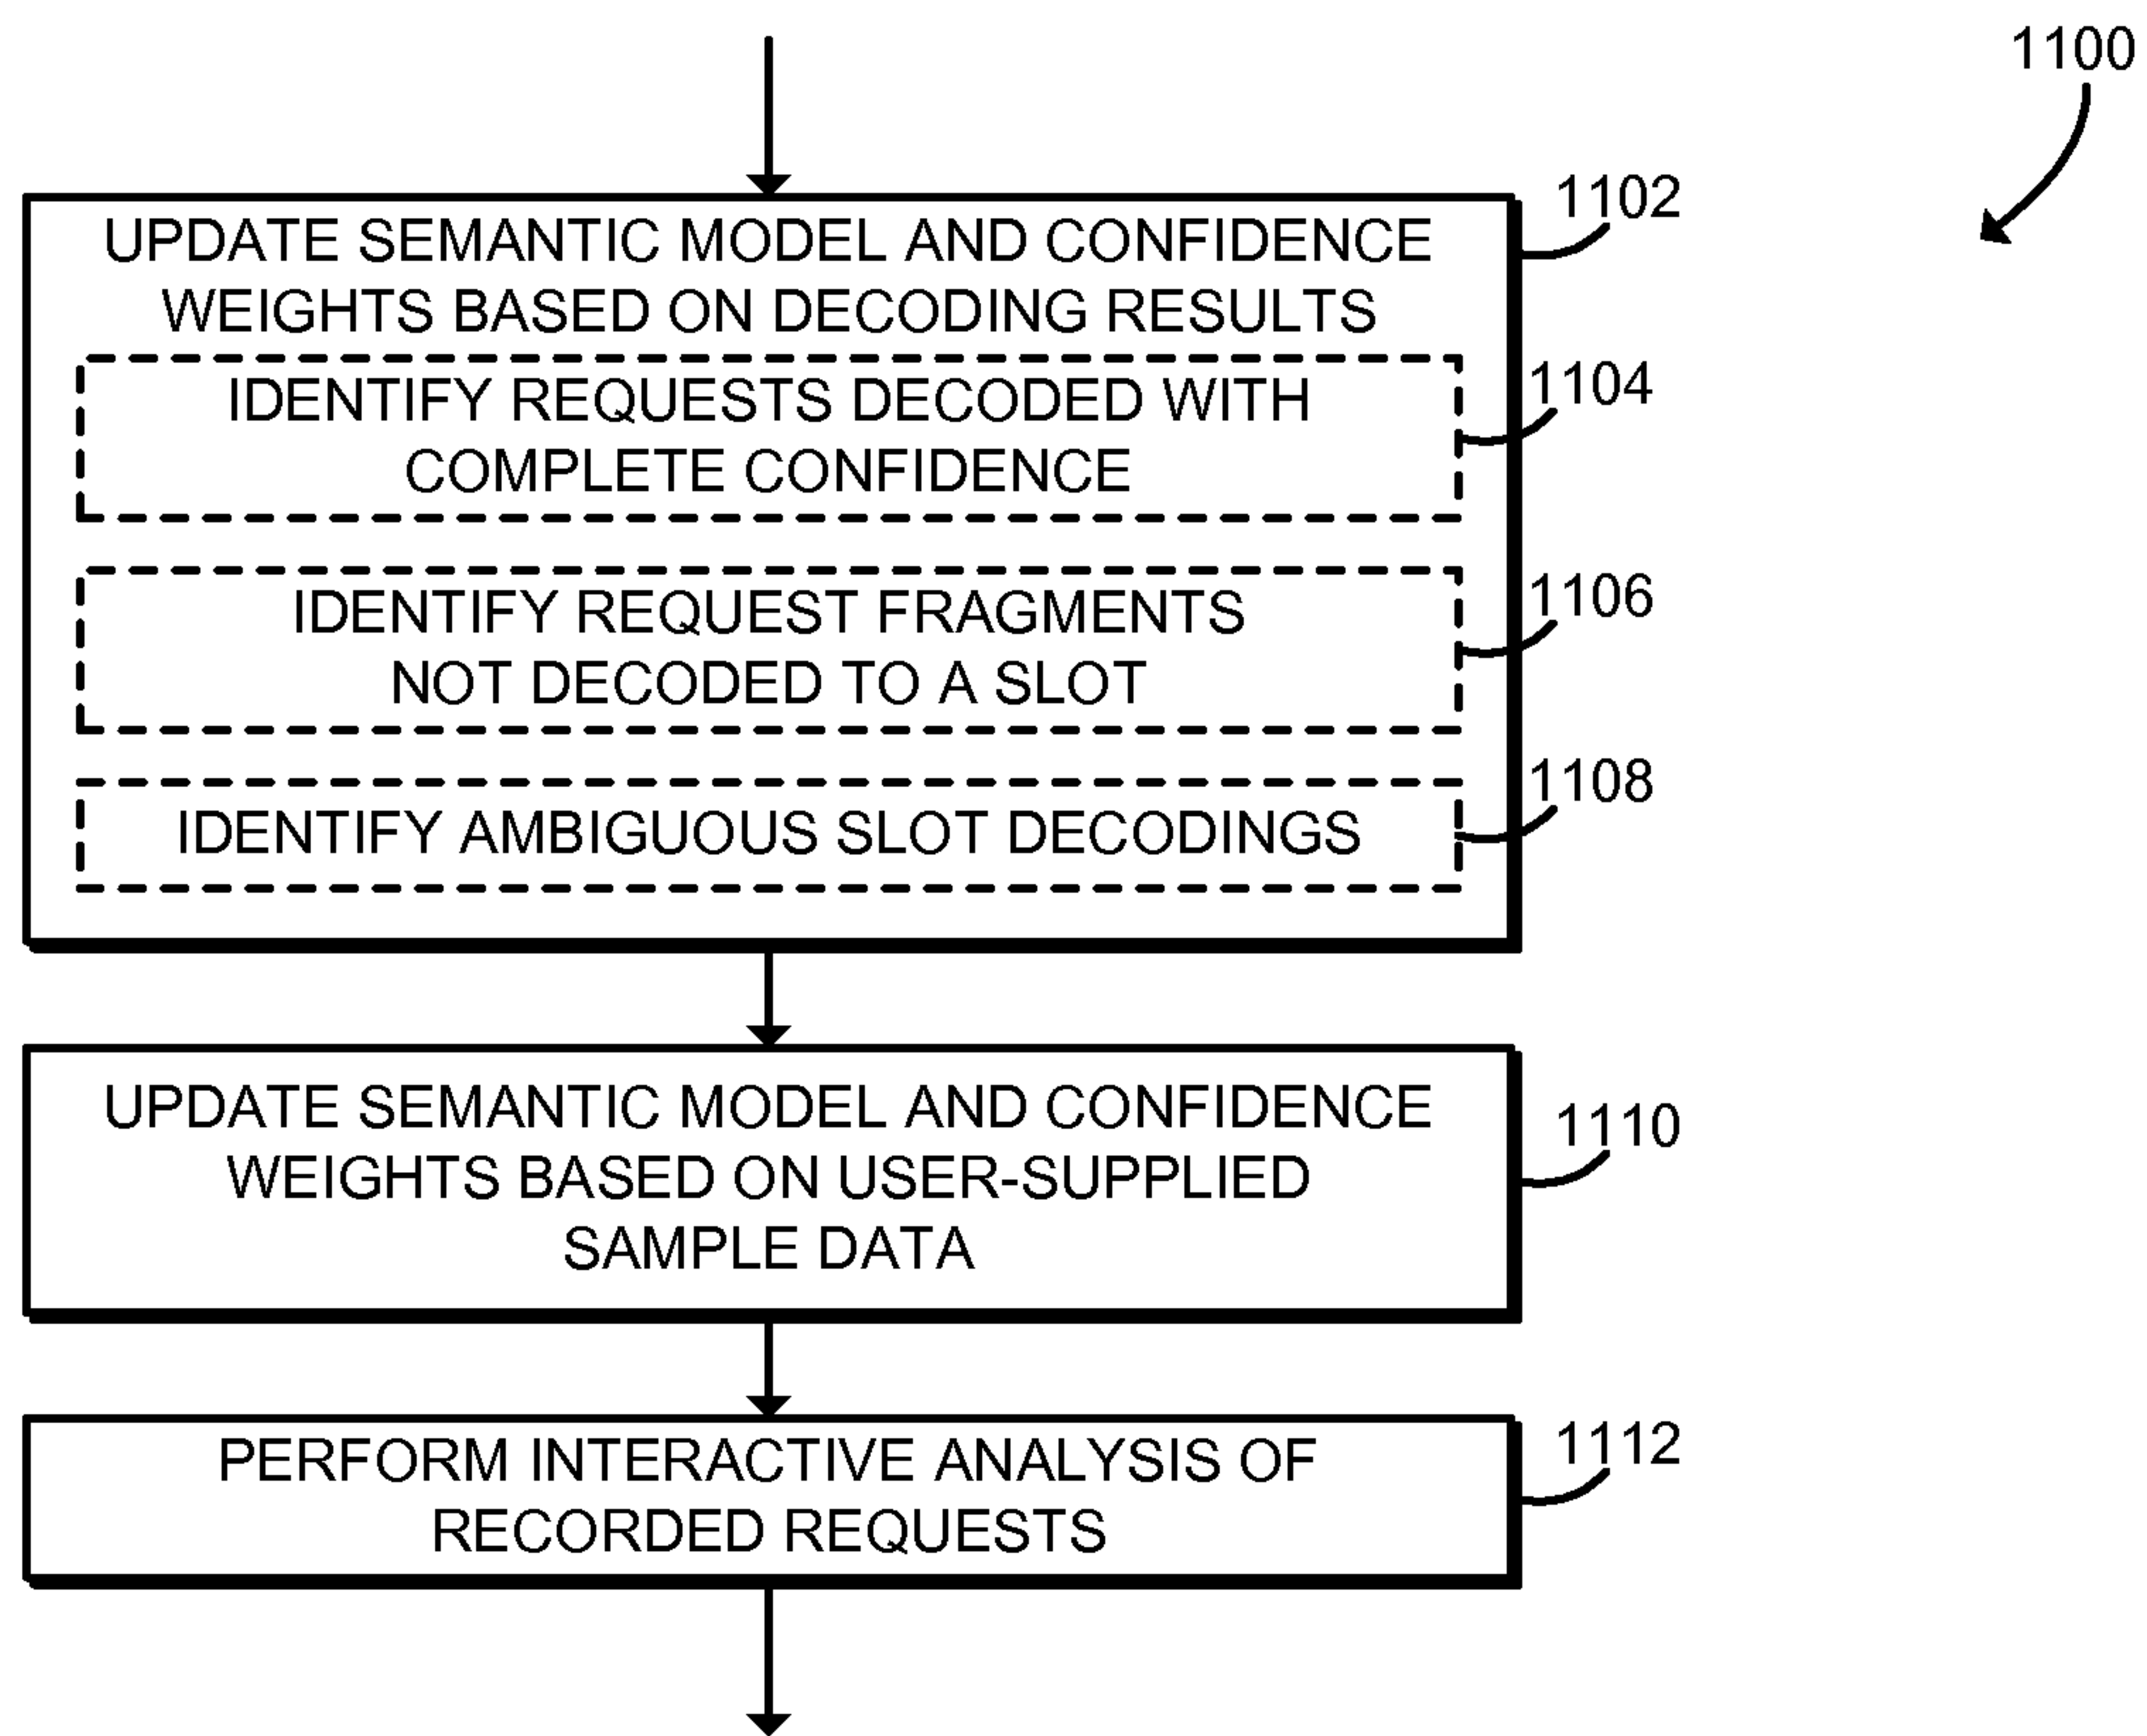 1100
1102
UPDATE SEMANTIC MODEL AND CONFIDENCE
WEIGHTS BASED ON DECODING RESULTS
1104
IDENTIFY REQUESTS DECODED WITH
COMPLETE CONFIDENCE
1106
IDENTIFY REQUEST FRAGMENTS
NOT DECODED TO A SLOT
1108
IDENTIFY AMBIGUOUS SLOT DECODINGS
1110
UPDATE SEMANTIC MODEL AND CONFIDENCE
WEIGHTS BASED ON USER-SUPPLIED
SAMPLE DATA
1112
PERFORM INTERACTIVE ANALYSIS OF
RECORDED REQUESTS